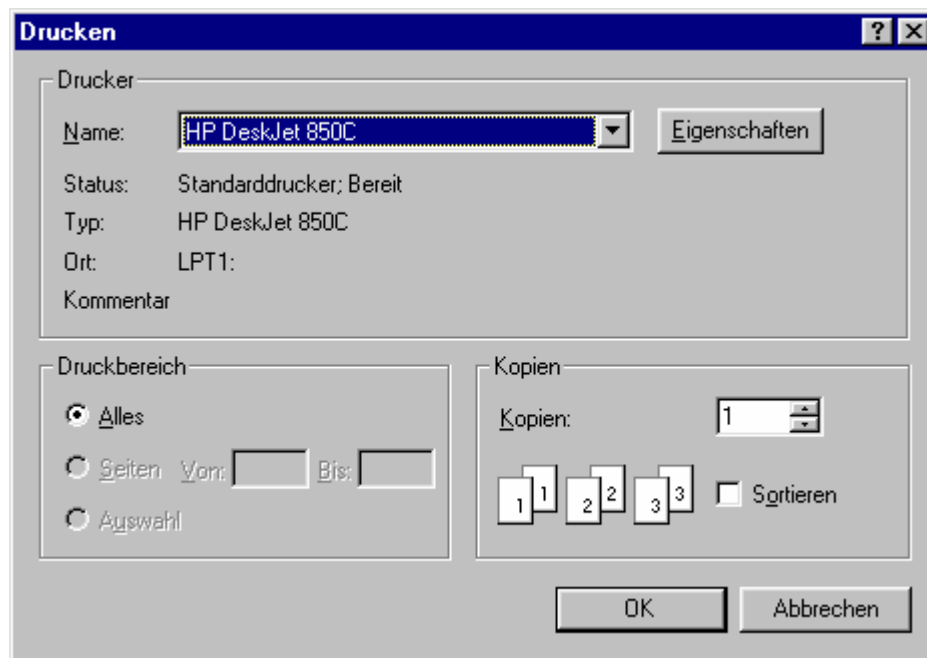 Drucken
Drucker
Name: HP DeskJet 850C Eigenschaften
Status: Standarddrucker; Bereit
Typ: HP DeskJet 850C
Ort: LPT1:
Kommentar
Druckbereich
Alles
Seiten Von: Bis:
Auswahl
Kopien
Kopien: 1
1 1 2 2 3 3 Sortieren
OK Abbrechen